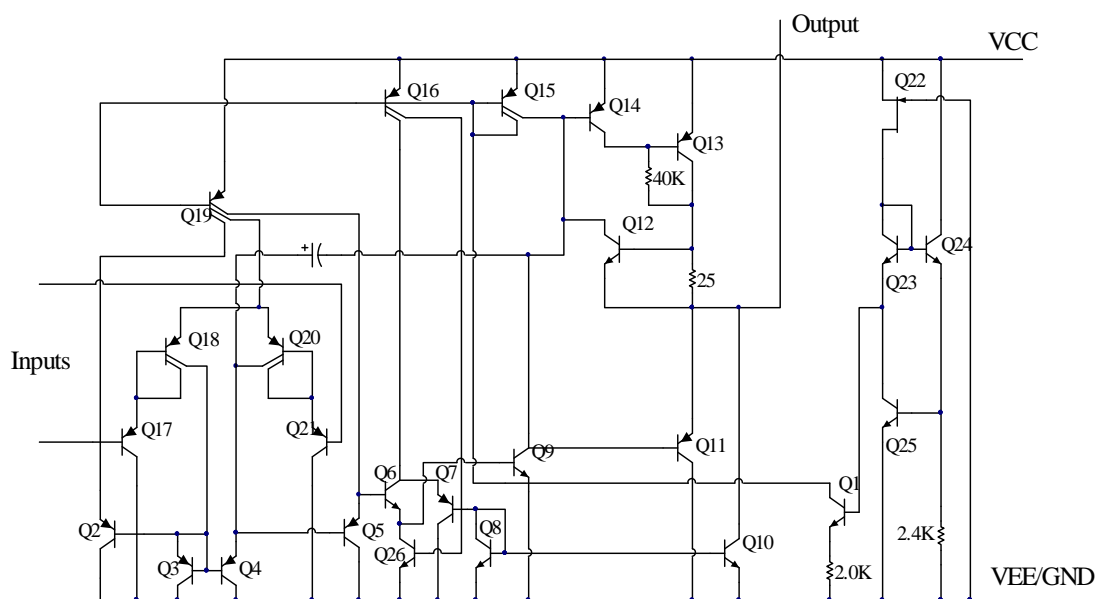 Output
VCC
Q22
Q16
Q15
Q14
Q13
40K
Q19
Q12
Q24
+
25
Q23
Q18
Q20
Inputs
Q17
Q21
Q9
Q11
Q25
Q6
Q7
Q1
Q2
Q5
Q8
Q26
Q10
2.4K
Q3
Q4
2.0K
VEE/GND